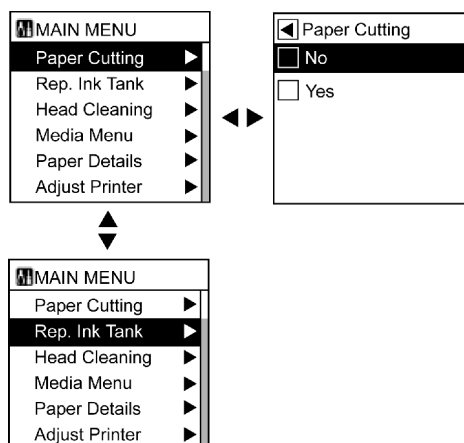 MAIN MENU
Paper Cutting
Rep. Ink Tank
Head Cleaning
Media Menu
Paper Details
Adjust Printer
Paper Cutting
No
Yes
MAIN MENU
Paper Cutting
Rep. Ink Tank
Head Cleaning
Media Menu
Paper Details
Adjust Printer